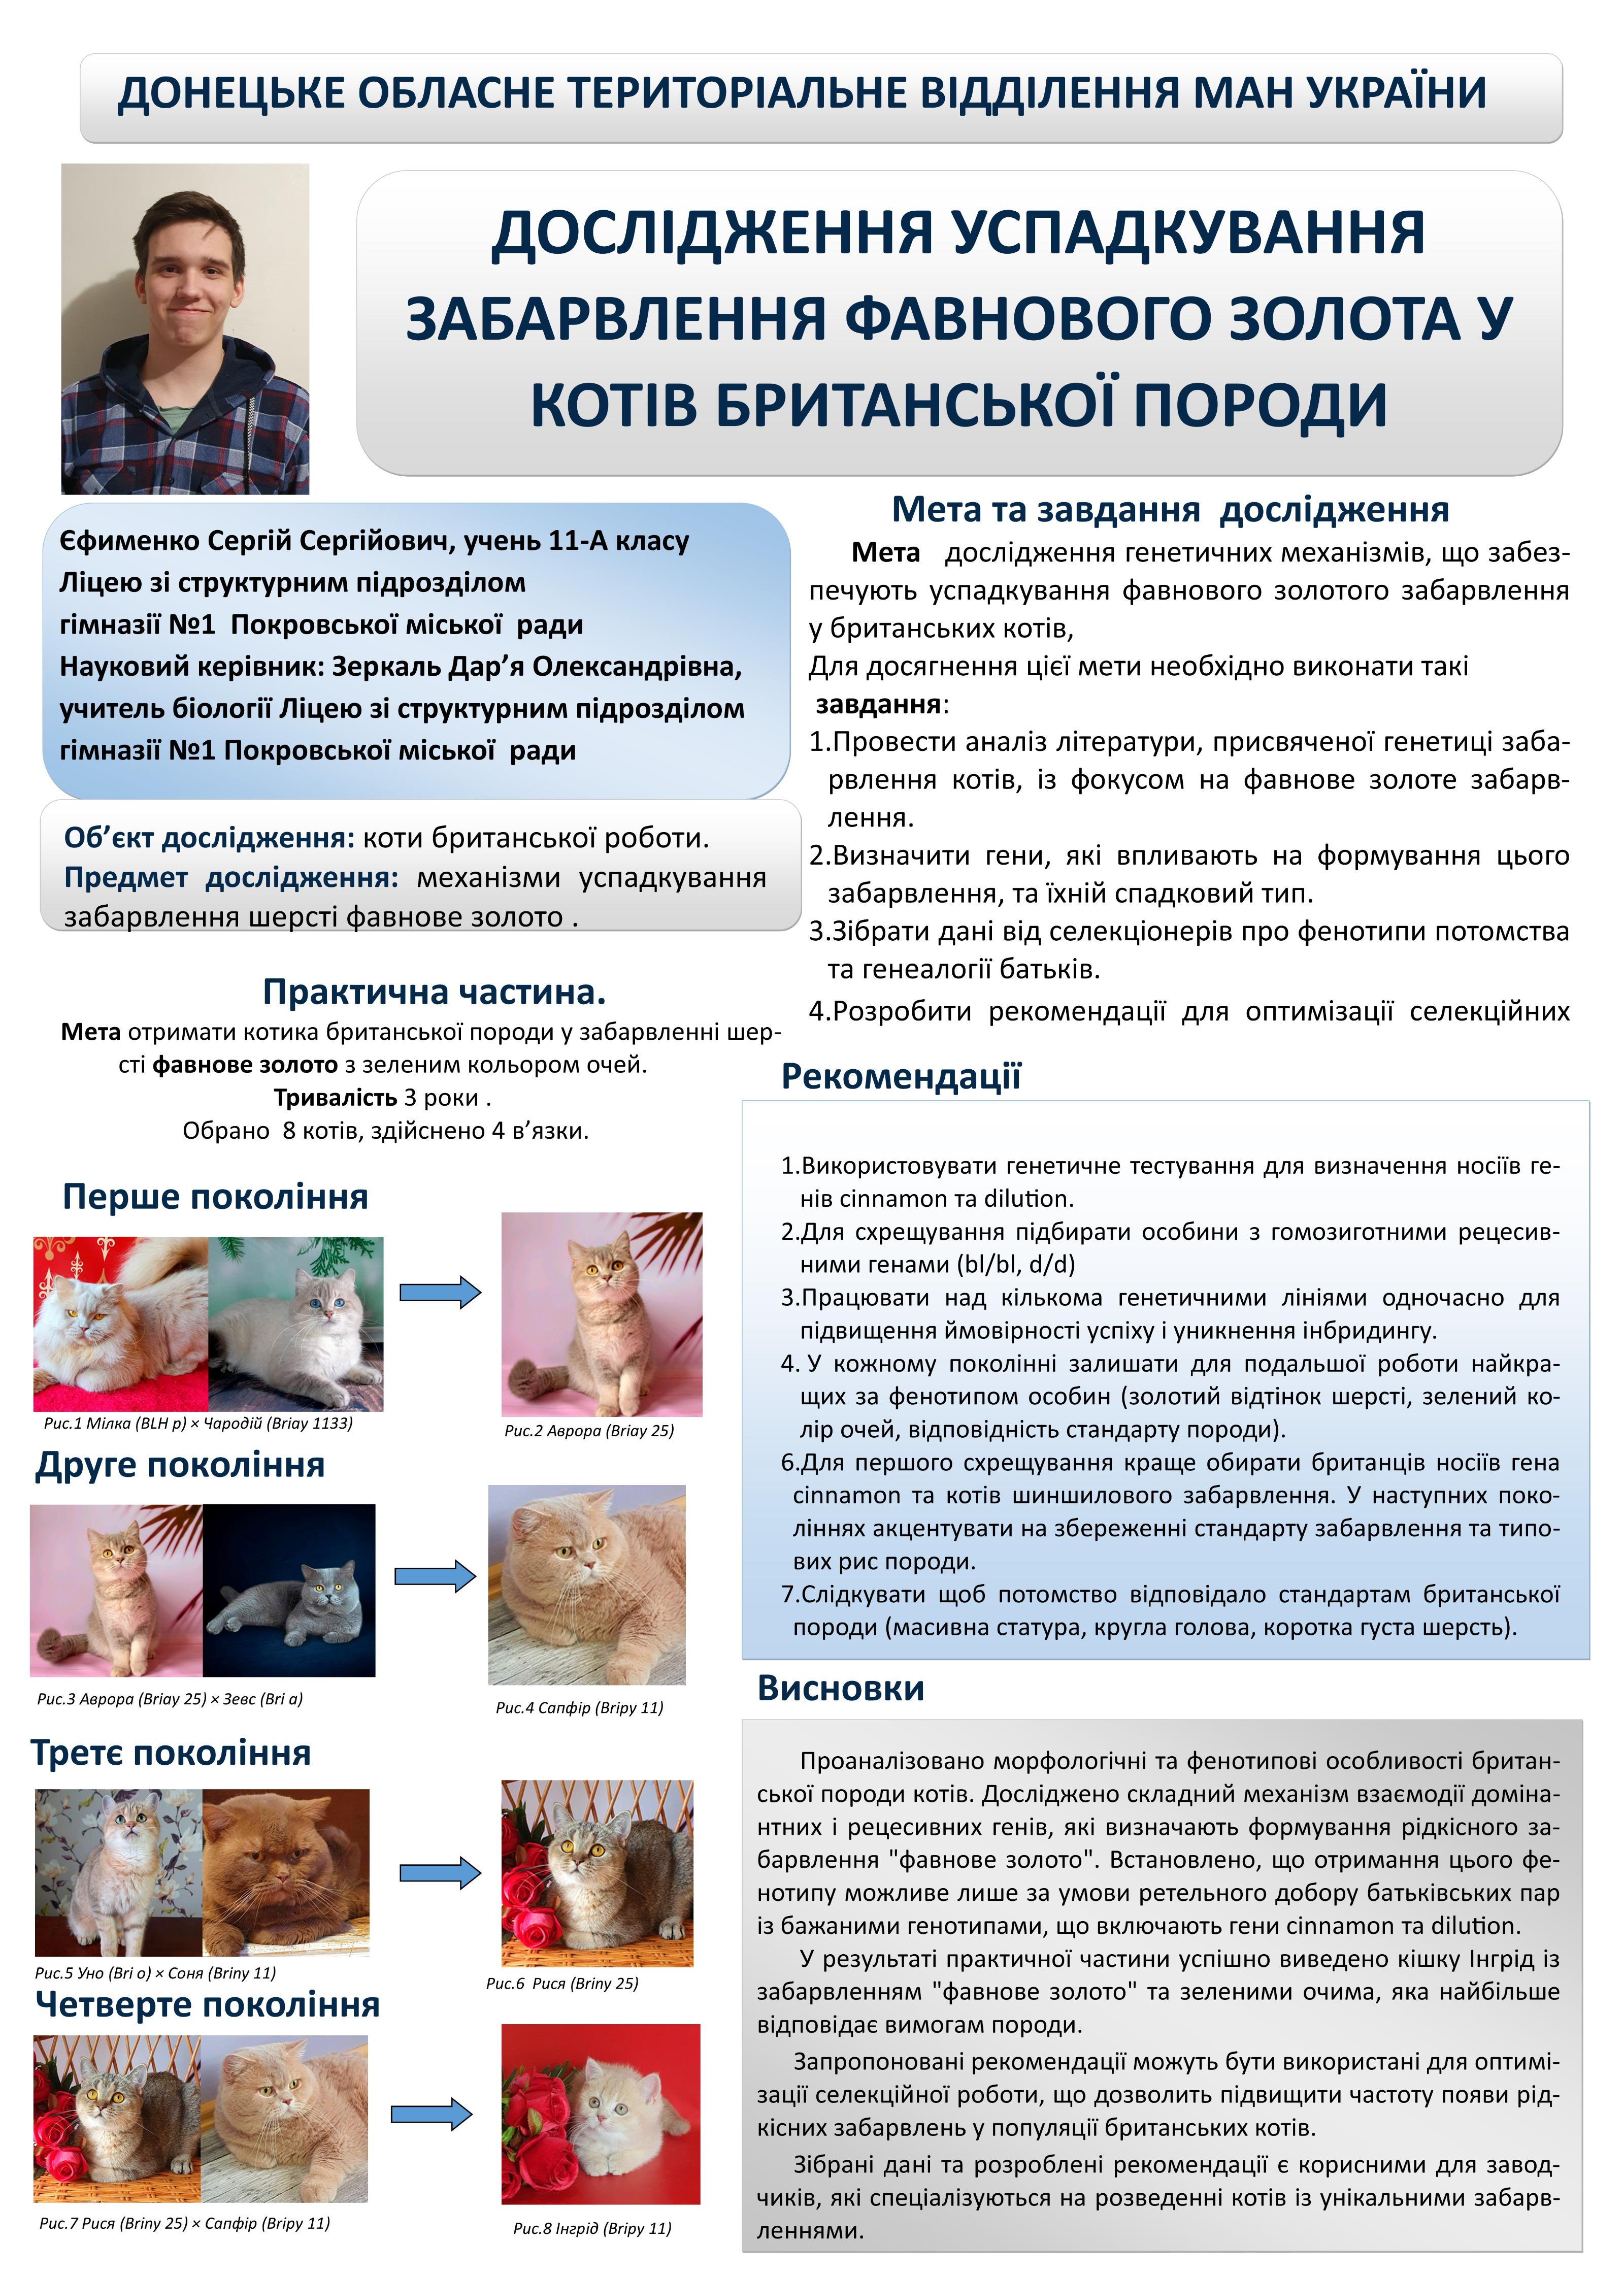 ДОНЕЦЬКЕ ОБЛАСНЕ ТЕРИТОРІАЛЬНЕ ВІДДІЛЕННЯ МАН УКРАЇНИ
ДОСЛІДЖЕННЯ УСПАДКУВАННЯ
ЗАБАРВЛЕННЯ ФАВНОВОГО ЗОЛОТА У
КОТІВ БРИТАНСЬКОЇ ПОРОДИ
Єфименко Сергій Сергійович, учень 11-А класу
Ліцею зі структурним підрозділом
гімназії №1 Покровської міської ради
Науковий керівник: Зеркаль Дар’я Олександрівна,
учитель біології Ліцею зі структурним підрозділом
гімназії №1 Покровської міської ради
Об’єкт дослідження: коти британської роботи.
Предмет дослідження: механізми успадкування
забарвлення шерсті фавнове золото .
Мета та завдання дослідження
Мета дослідження генетичних механізмів, що забез-
печують успадкування фавнового золотого забарвлення
у британських котів,
Для досягнення цієї мети необхідно виконати такі
завдання:
1.Провести аналіз літератури, присвяченої генетиці заба-
рвлення котів, із фокусом на фавнове золоте забарв-
лення.
2.Визначити гени, які впливають на формування цього
забарвлення, та їхній спадковий тип.
3.Зібрати дані від селекціонерів про фенотипи потомства
та генеалогії батьків.
4.Розробити рекомендації для оптимізації селекційних
Практична частина.
Мета отримати котика британської породи у забарвленні шер-
сті фавнове золото з зеленим кольором очей.
Тривалість 3 роки .
Обрано 8 котів, здійснено 4 в’язки.
Перше покоління
Рис.1 Мілка (BLH p) × Чародій (Briay 1133)
Рис.2 Аврора (Briay 25)
Друге покоління
Рис.3 Аврора (Briay 25) × Зевс (Bri a)
Рис.4 Сапфір (Bripy 11)
Третє покоління
Рис.5 Уно (Bri o) × Соня (Briny 11)
Рис.6 Рися (Briny 25)
Четверте покоління
Рис.7 Рися (Briny 25) × Сапфір (Bripy 11)
Рис.8 Інгрід (Bripy 11)
Рекомендації
1.Використовувати генетичне тестування для визначення носіїв ге-
нів cinnamon та dilution.
2.Для схрещування підбирати особини з гомозиготними рецесив-
ними генами (bl/bl, d/d)
3.Працювати над кількома генетичними лініями одночасно для
підвищення ймовірності успіху і уникнення інбридингу.
4. У кожному поколінні залишати для подальшої роботи найкра-
щих за фенотипом особин (золотий відтінок шерсті, зелений ко-
лір очей, відповідність стандарту породи).
6.Для першого схрещування краще обирати британців носіїв гена
cinnamon та котів шиншилового забарвлення. У наступних поко-
ліннях акцентувати на збереженні стандарту забарвлення та типо-
вих рис породи.
7.Слідкувати щоб потомство відповідало стандартам британської
породи (масивна статура, кругла голова, коротка густа шерсть).
Висновки
Проаналізовано морфологічні та фенотипові особливості британ-
ської породи котів. Досліджено складний механізм взаємодії доміна-
нтних і рецесивних генів, які визначають формування рідкісного за-
барвлення "фавнове золото". Встановлено, що отримання цього фе-
нотипу можливе лише за умови ретельного добору батьківських пар
із бажаними генотипами, що включають гени cinnamon та dilution.
У результаті практичної частини успішно виведено кішку Інгрід із
забарвленням "фавнове золото" та зеленими очима, яка найбільше
відповідає вимогам породи.
Запропоновані рекомендації можуть бути використані для оптимі-
зації селекційної роботи, що дозволить підвищити частоту появи рід-
кісних забарвлень у популяції британських котів.
Зібрані дані та розроблені рекомендації є корисними для завод-
чиків, які спеціалізуються на розведенні котів із унікальними забарв-
леннями.